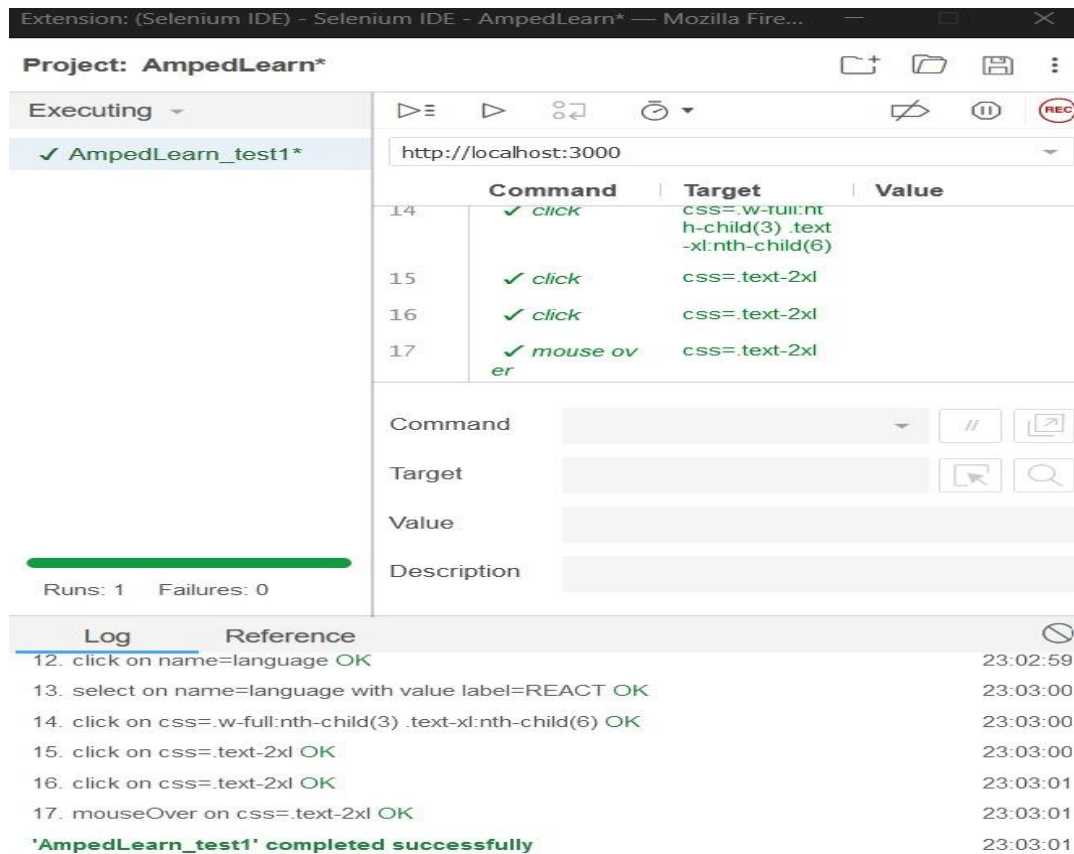 Extension: (Selenium IDE) - Selenium IDE - AmpedLearn* — Mozilla Fire...
Project: AmpedLearn*
Executing
REC
✓ AmpedLearn_test1*
http://localhost:3000
Command Target Value
14 ✓ click css=.w-full:nt
h-child(3) .text
-xl:nth-child(6)
15 ✓ click css=.text-2xl
16 ✓ click css=.text-2xl
17 ✓ mouse ov css=.text-2xl
er
Command //
Target
Value
Description
Runs: 1 Failures: 0
Log Reference
12. click on name=language OK 23:02:59
13. select on name=language with value label=REACT OK 23:03:00
14. click on css=.w-full:nth-child(3) .text-xl:nth-child(6) OK 23:03:00
15. click on css=.text-2xl OK 23:03:00
16. click on css=.text-2xl OK 23:03:01
17. mouseOver on css=.text-2xl OK 23:03:01
'AmpedLearn_test1' completed successfully 23:03:01